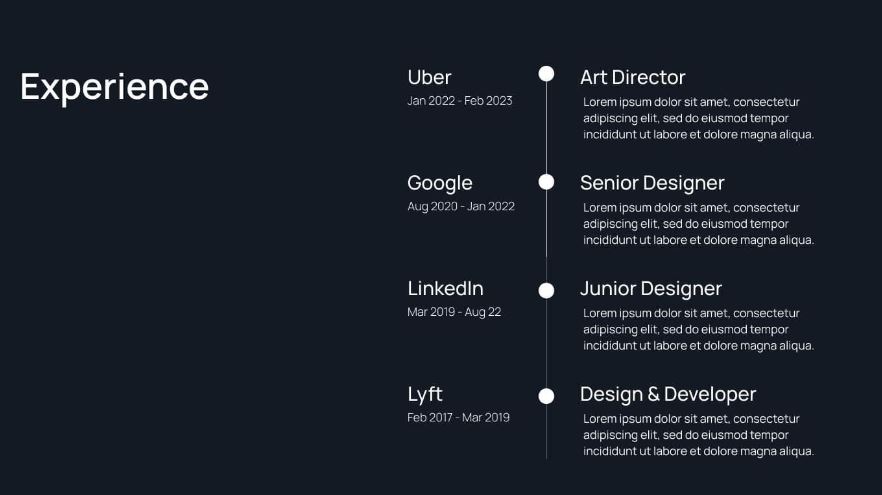 Experience
Uber
Jan 2022 - Feb 2023
Art Director
Lorem ipsum dolor sit amet, consectetur
adipiscing elit, sed do eiusmod tempor
incididunt ut labore et dolore magna aliqua.
Google
Aug 2020 - Jan 2022
Senior Designer
Lorem ipsum dolor sit amet, consectetur
adipiscing elit, sed do eiusmod tempor
incididunt ut labore et dolore magna aliqua.
LinkedIn
Mar 2019 - Aug 22
Junior Designer
Lorem ipsum dolor sit amet, consectetur
adipiscing elit, sed do eiusmod tempor
incididunt ut labore et dolore magna aliqua.
Lyft
Feb 2017 - Mar 2019
Design & Developer
Lorem ipsum dolor sit amet, consectetur
adipiscing elit, sed do eiusmod tempor
incididunt ut labore et dolore magna aliqua.